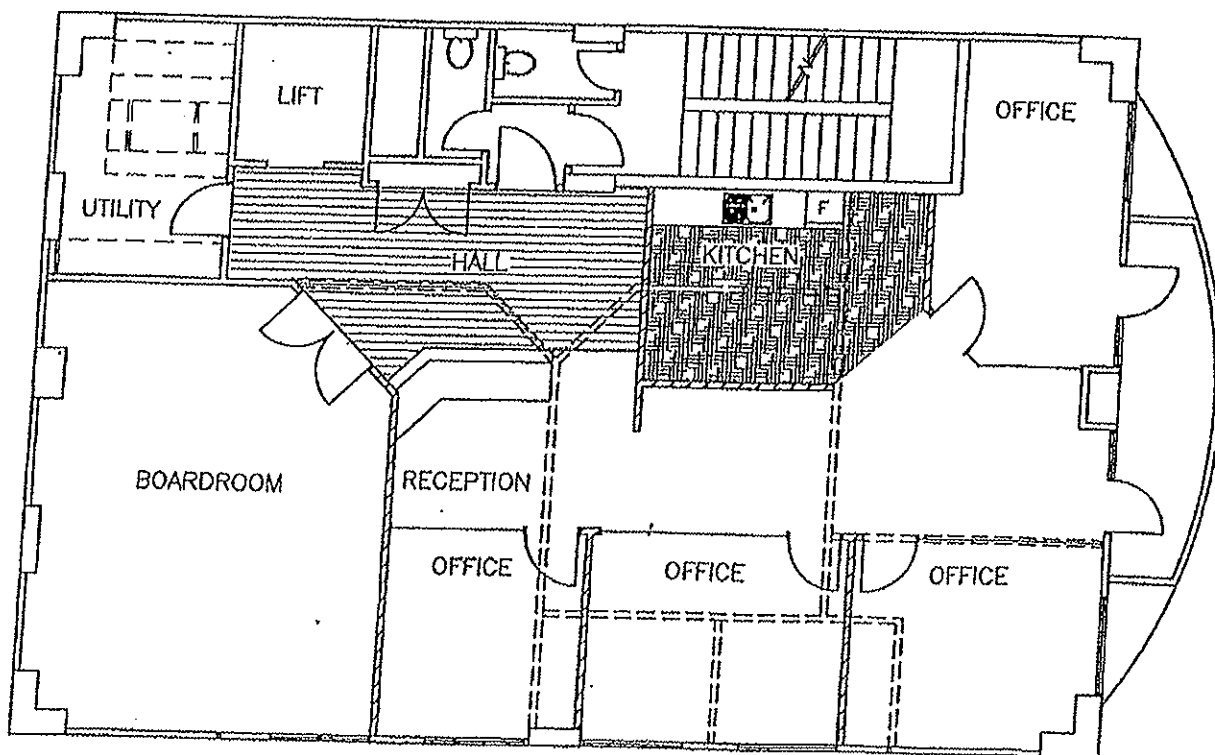 LIFT
OFFICE
UTILITY
F
HALL
KITCHEN
BOARDROOM
RECEPTION
OFFICE
OFFICE
OFFICE